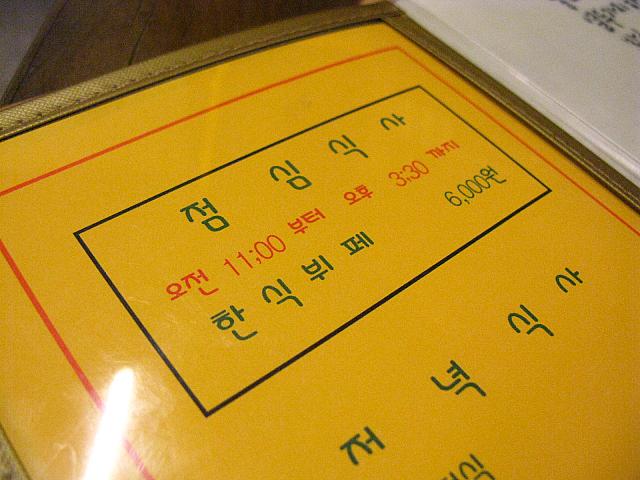 점 심 식 사
오전 11;00 부터 오후 3:30 까지
한 식 뷔 페 6,000원
저 녁 식 사